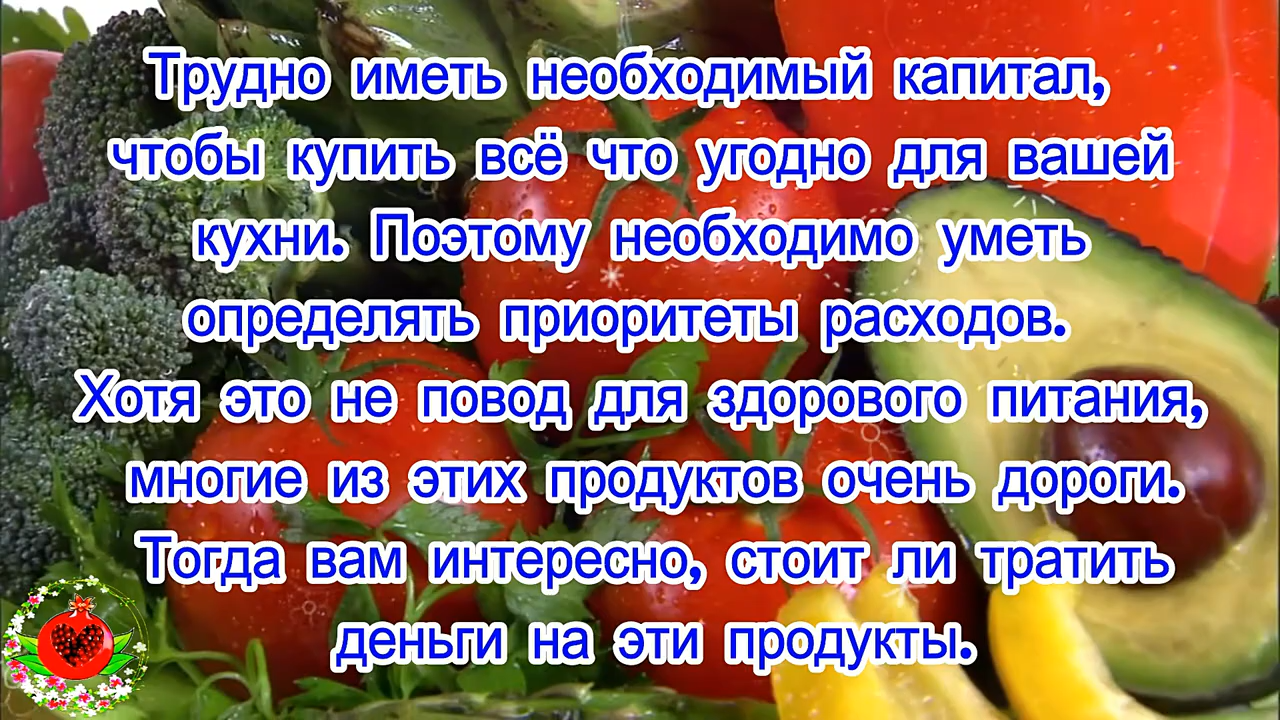 Трудно иметь необходимый капитал,
чтобы купить всё что угодно для вашей
кухни. Поэтому необходимо уметь
определять приоритеты расходов.
Хотя это не повод для здорового питания,
многие из этих продуктов очень дороги.
Тогда вам интересно, стоит ли тратить
деньги на эти продукты.